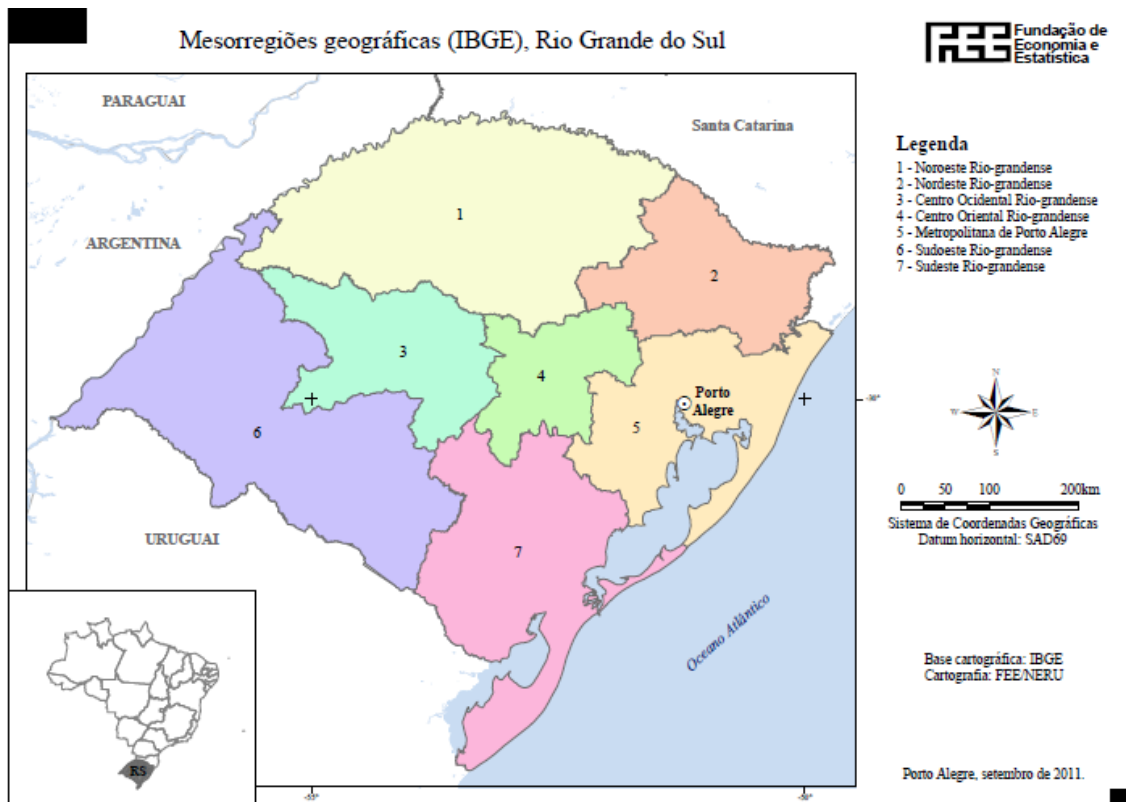 Mesorregiões geográficas (IBGE), Rio Grande do Sul
FEE
Fundação de
Economia e
Estatística
PARAGUAI
Santa Catarina
ARGENTINA
URUGUAI
1
2
3
4
5
6
7
Porto
Alegre
Oceano Atlântico
RS
Legenda
1 - Noroeste Rio-grandense
2 - Nordeste Rio-grandense
3 - Centro Ocidental Rio-grandense
4 - Centro Oriental Rio-grandense
5 - Metropolitana de Porto Alegre
6 - Sudoeste Rio-grandense
7 - Sudeste Rio-grandense
-30°
N
W
E
S
0 50 100 200km
Sistema de Coordenadas Geográficas
Datum horizontal: SAD69
Base cartográfica: IBGE
Cartografia: FEE/NERU
Porto Alegre, setembro de 2011.